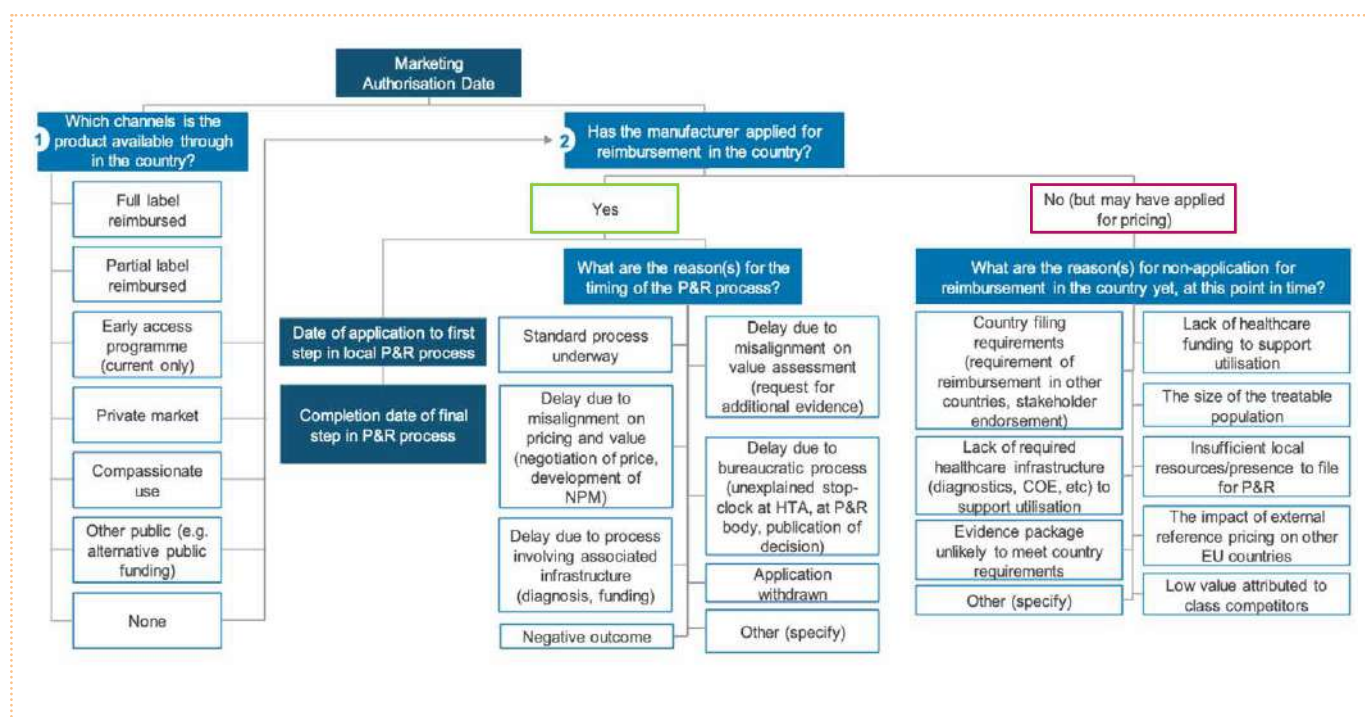 Marketing
Authorisation Date
1
Which channels is the
product available through
in the country?
Full label
reimbursed
Partial label
reimbursed
Early access
programme
(current only)
Private market
Compassionate
use
Other public (e.g.
alternative public
funding)
None
2
Has the manufacturer applied for
reimbursement in the country?
Yes
Date of application to first
step in local P&R process
Completion date of final
step in P&R process
What are the reason(s) for the
timing of the P&R process?
Standard process
underway
Delay due to
misalignment on
pricing and value
(negotiation of price,
development of
NPM)
Delay due to process
involving associated
infrastructure
(diagnosis, funding)
Negative outcome
Delay due to
misalignment on
value assessment
(request for
additional evidence)
Delay due to
bureaucratic process
(unexplained stop-
clock at HTA, at P&R
body, publication of
decision)
Application
withdrawn
Other (specify)
No (but may have applied
for pricing)
What are the reason(s) for non-application for
reimbursement in the country yet, at this point in time?
Country filing
requirements
(requirement of
reimbursement in other
countries, stakeholder
endorsement)
Lack of required
healthcare infrastructure
(diagnostics, COE, etc) to
support utilisation
Evidence package
unlikely to meet country
requirements
Other (specify)
Lack of healthcare
funding to support
utilisation
The size of the treatable
population
Insufficient local
resources/presence to file
for P&R
The impact of external
reference pricing on other
EU countries
Low value attributed to
class competitors